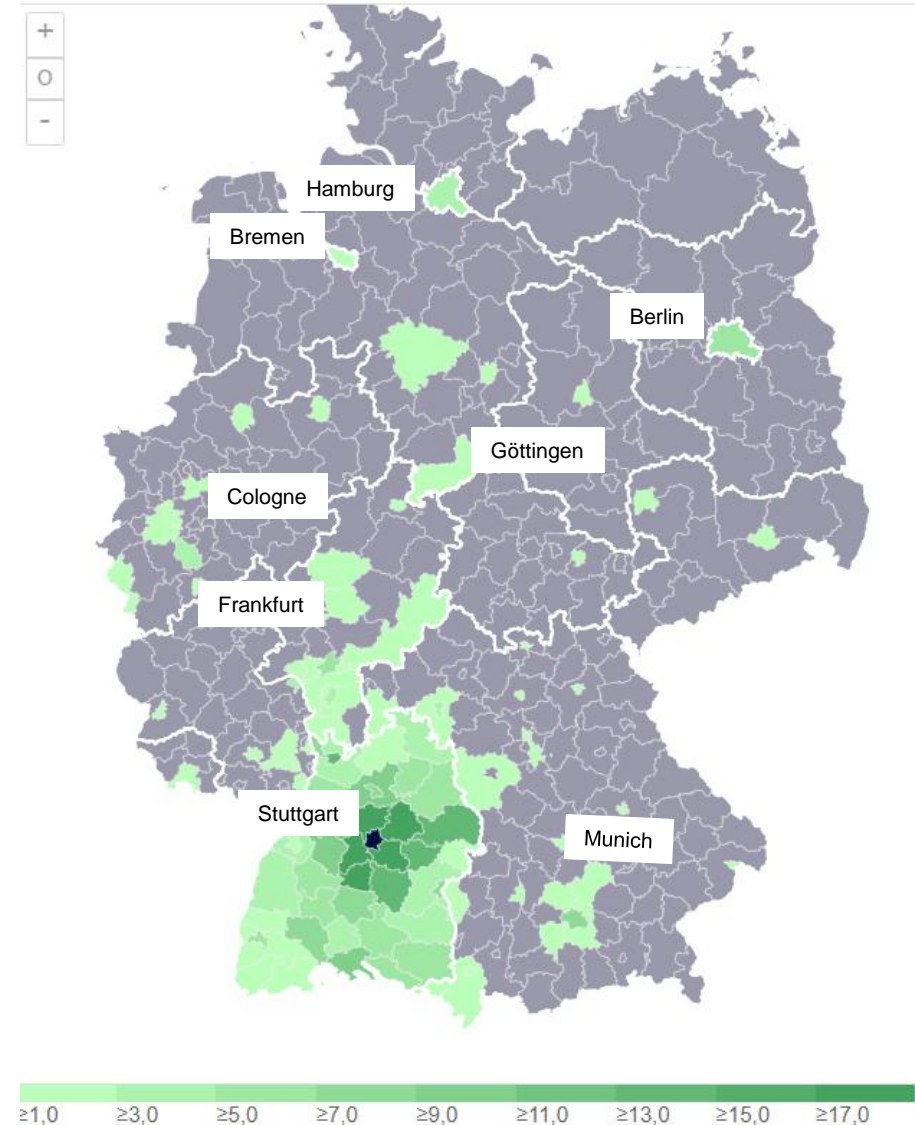 +
O
-
Hamburg
Bremen
Berlin
Göttingen
Cologne
Frankfurt
Stuttgart
Munich
≥1,0 ≥3,0 ≥5,0 ≥7,0 ≥9,0 ≥11,0 ≥13,0 ≥15,0 ≥17,0